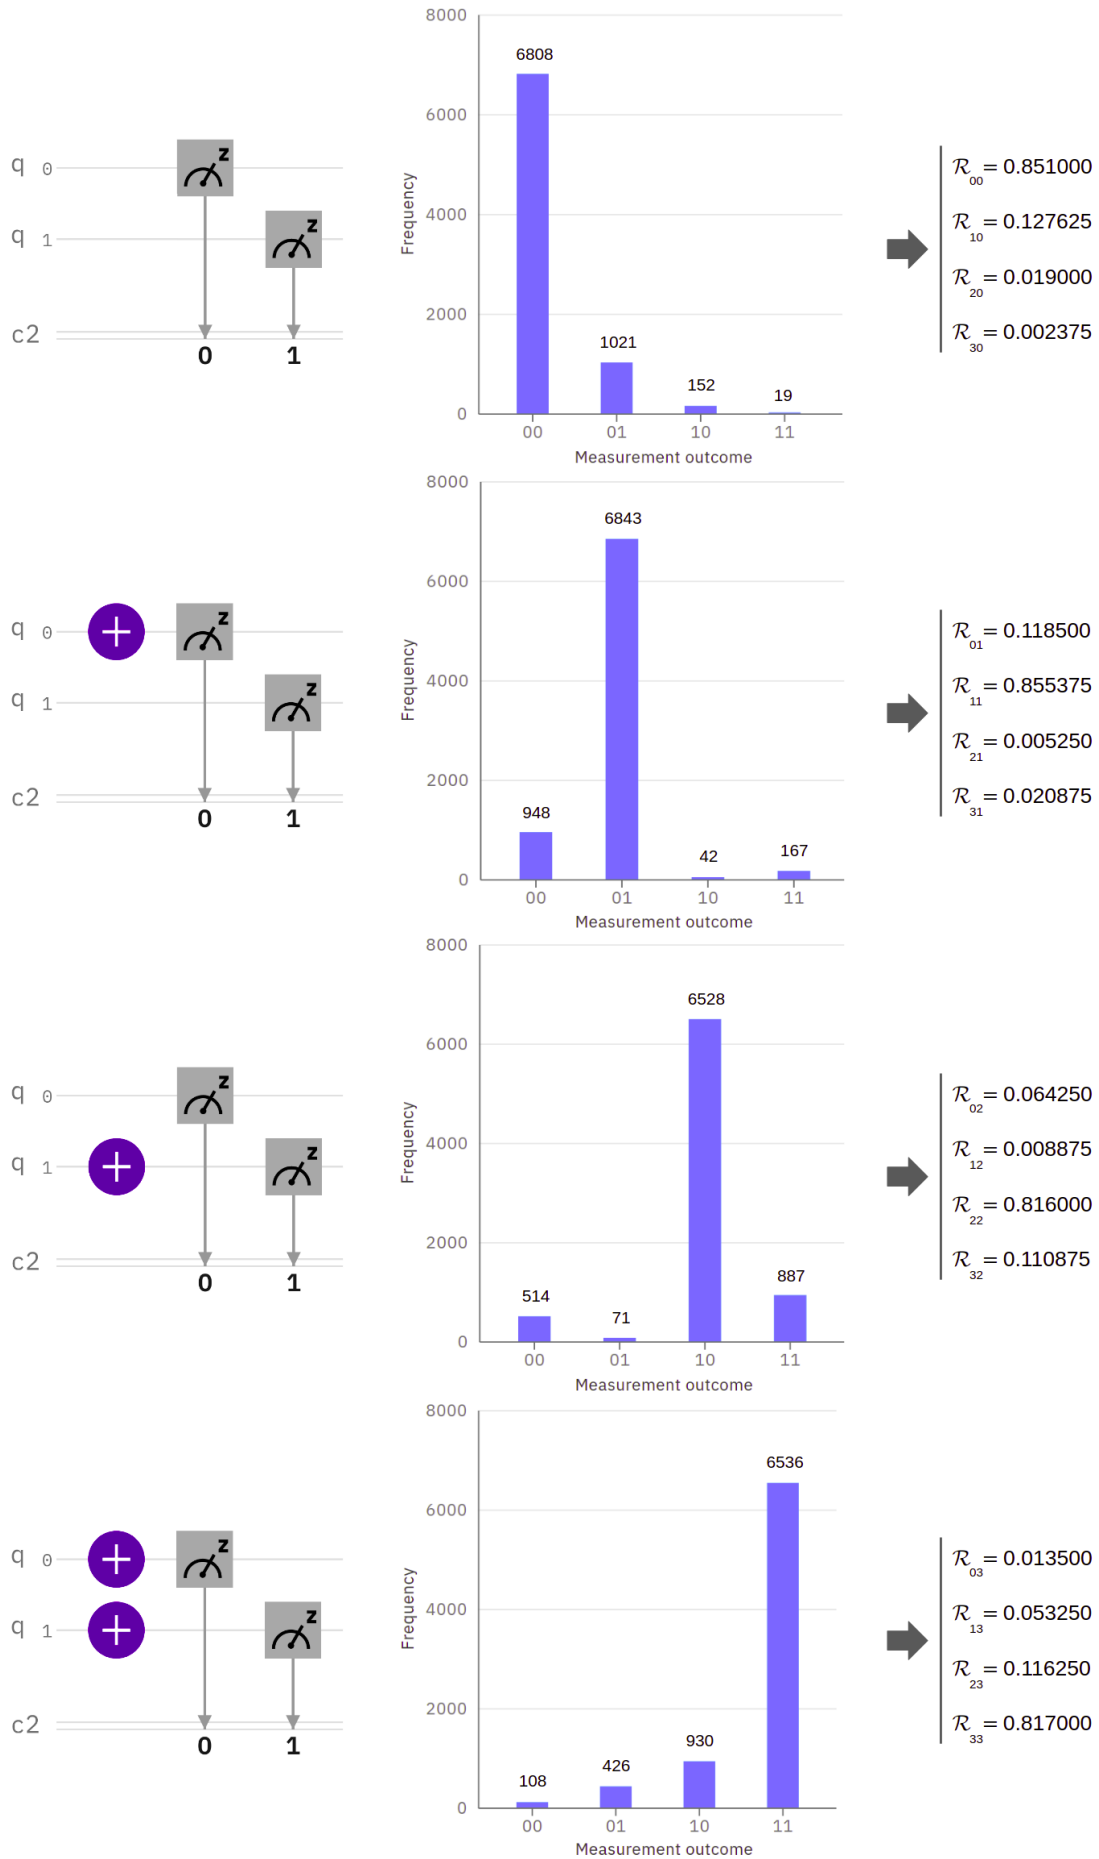 8000
6808
6000
4000
2000
0
Frequency
1021
152
19
00 01 10 11
Measurement outcome
q 0
z
q 1
z
c2
0 1
R00= 0.851000
R10= 0.127625
R20= 0.019000
R30= 0.002375
8000
6843
6000
4000
2000
0
Frequency
948
42
167
00 01 10 11
Measurement outcome
q 0
z
q 1
z
c2
0 1
R01= 0.118500
R11= 0.855375
R21= 0.005250
R31= 0.020875
8000
6528
6000
4000
2000
0
Frequency
514
71
887
00 01 10 11
Measurement outcome
q 0
z
q 1
z
c2
0 1
R02= 0.064250
R12= 0.008875
R22= 0.816000
R32= 0.110875
8000
6536
6000
4000
2000
0
Frequency
108
426
930
00 01 10 11
Measurement outcome
q 0
z
q 1
z
c2
0 1
R03= 0.013500
R13= 0.053250
R23= 0.116250
R33= 0.817000